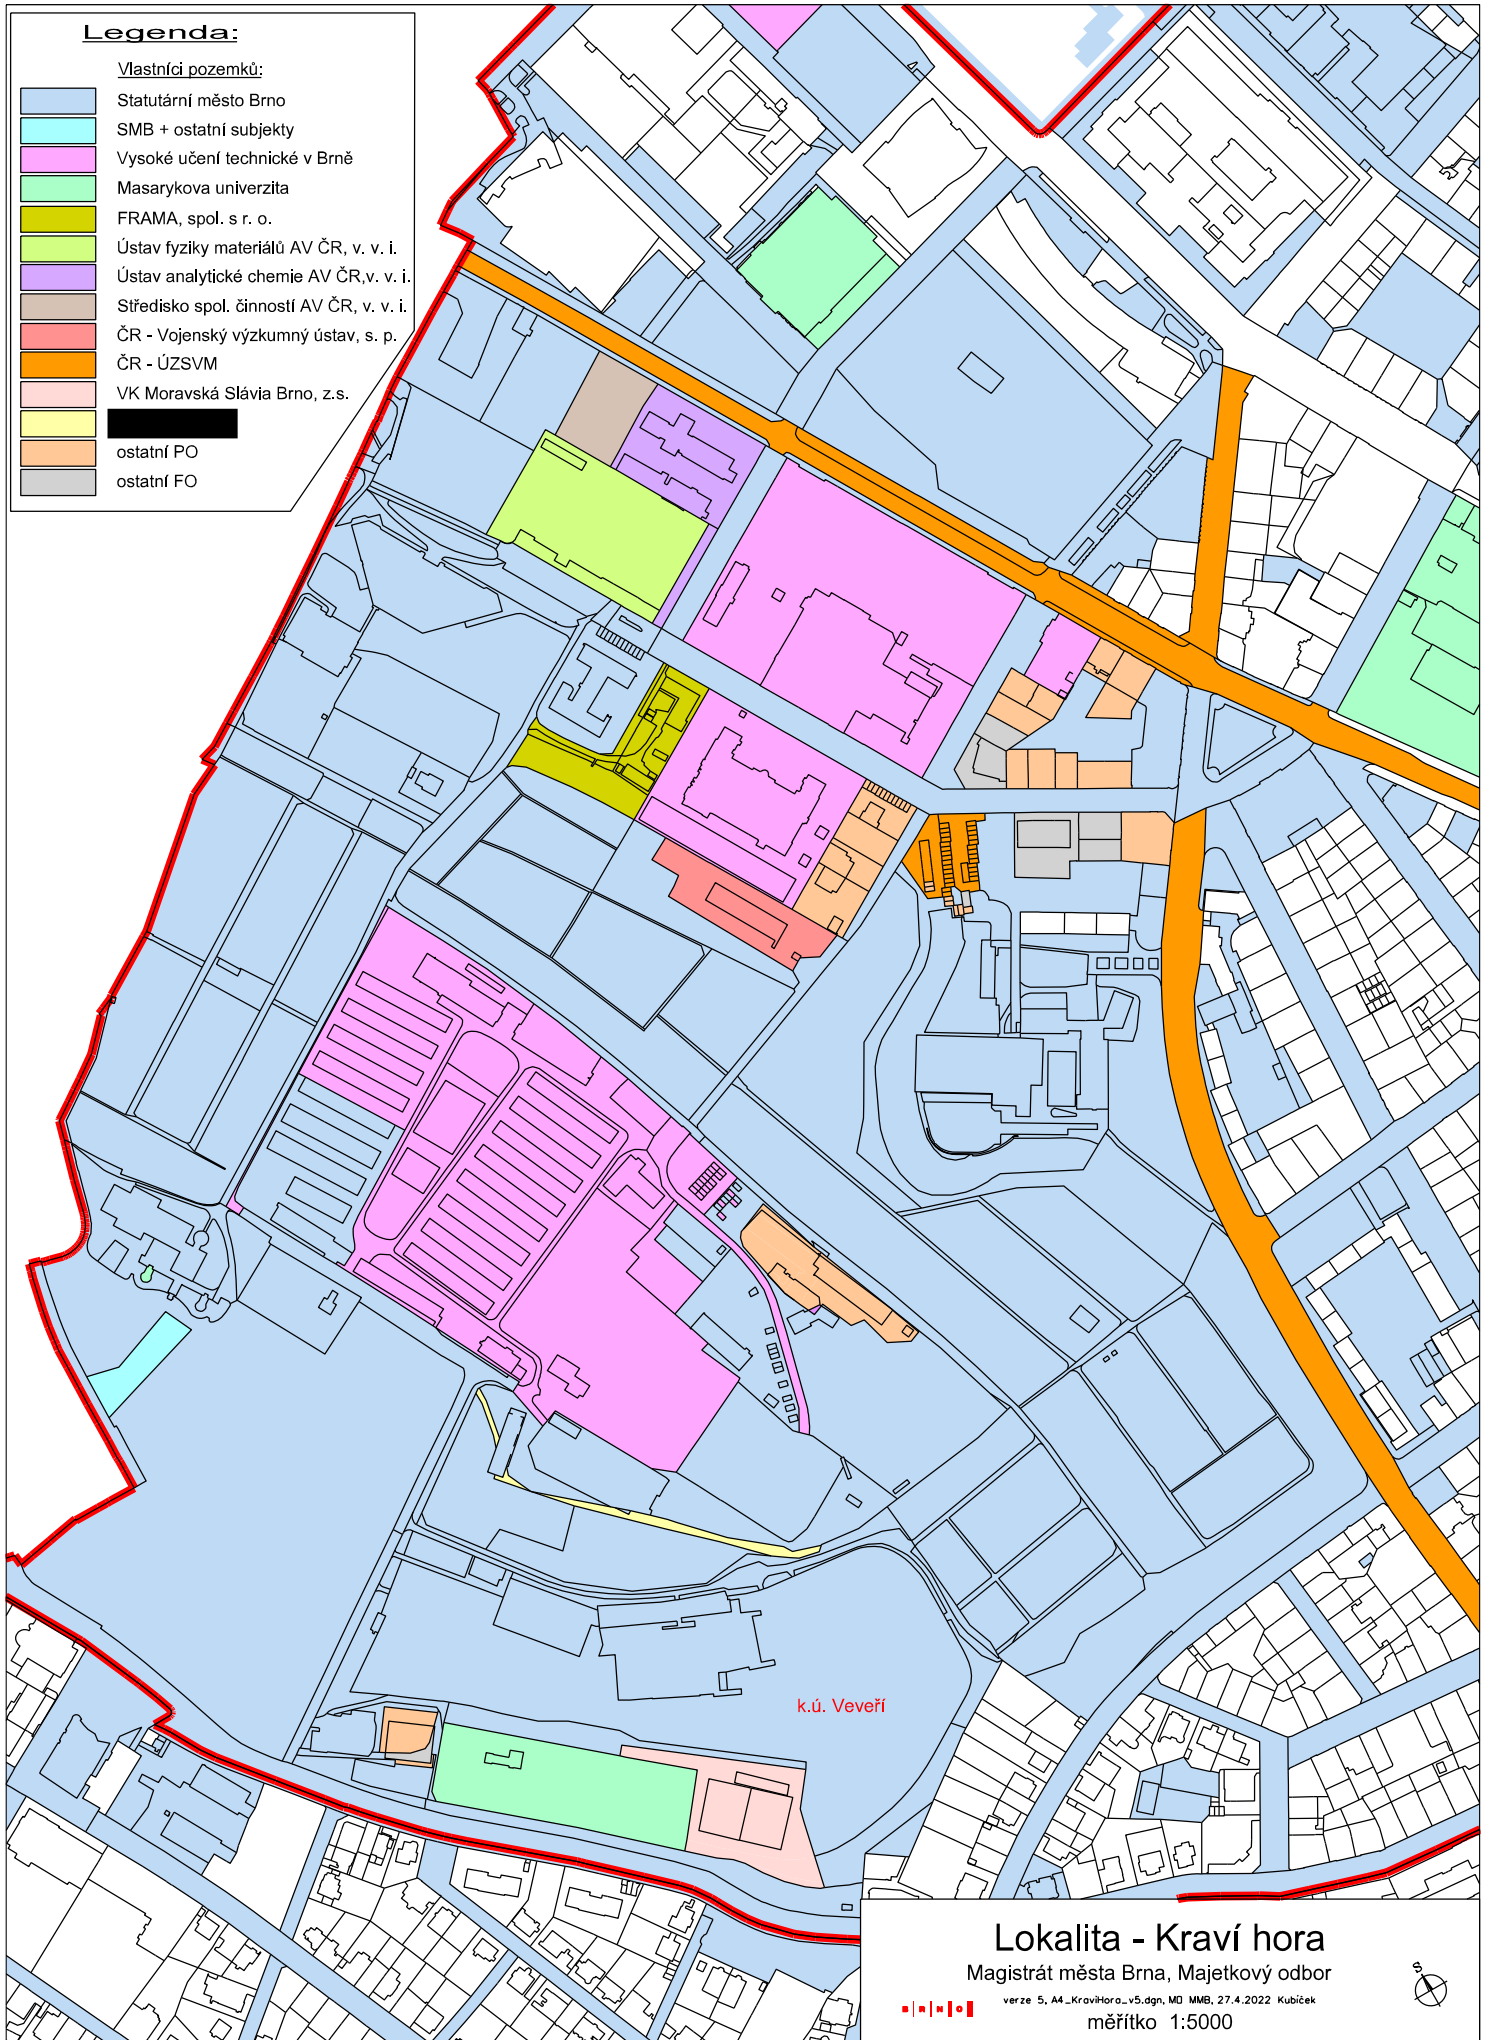 Legenda:
Vlastníci pozemků:
Statutární město Brno
SMB + ostatní subjekty
Vysoké učení technické v Brně
Masarykova univerzita
FRAMA, spol. s r. o.
Ústav fyziky materiálů AV ČR, v. v. i.
Ústav analytické chemie AV ČR,v. v. i.
Středisko spol. činností AV ČR, v. v. i.
ČR - Vojenský výzkumný ústav, s. p.
ČR - ÚZSVM
VK Moravská Slávia Brno, z.s.
ostatní PO
ostatní FO
k.ú. Veveří
Lokalita - Kraví hora
Magistrát města Brna, Majetkový odbor
verze 5, A4_KraviHora_v5.dgn, MO MMB, 27.4.2022 Kubíček
měřítko 1:5000
B R N O
S